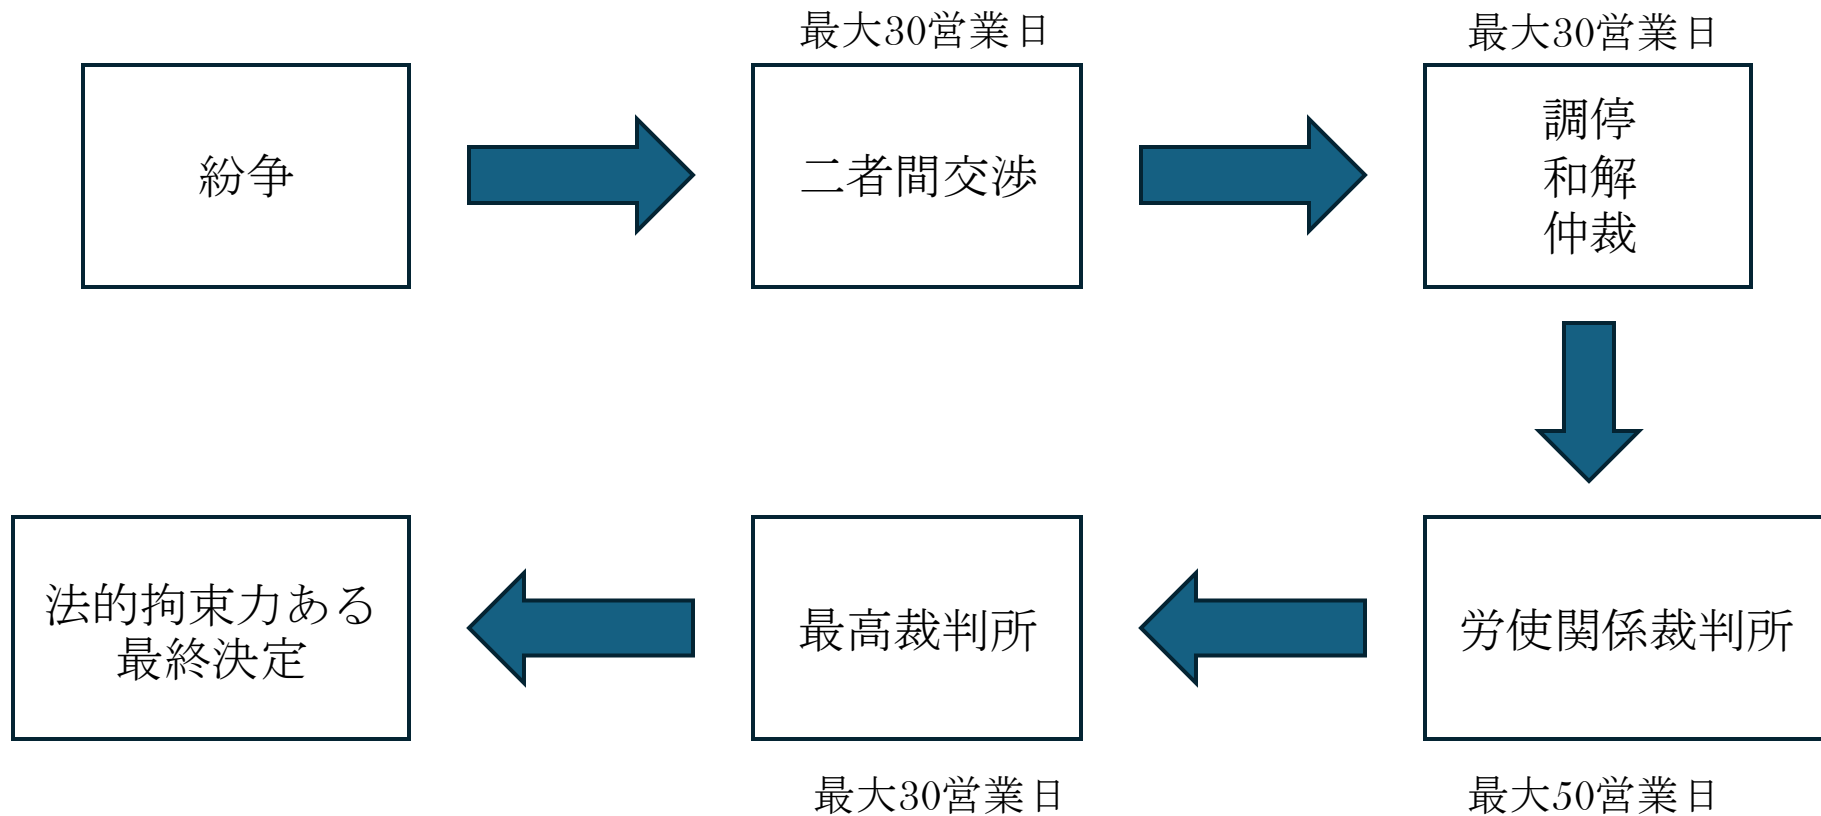 最大30営業日
最大30営業日
紛争
二者間交渉
調停
和解
仲裁
法的拘束力ある
最終決定
最高裁判所
労使関係裁判所
最大30営業日
最大50営業日